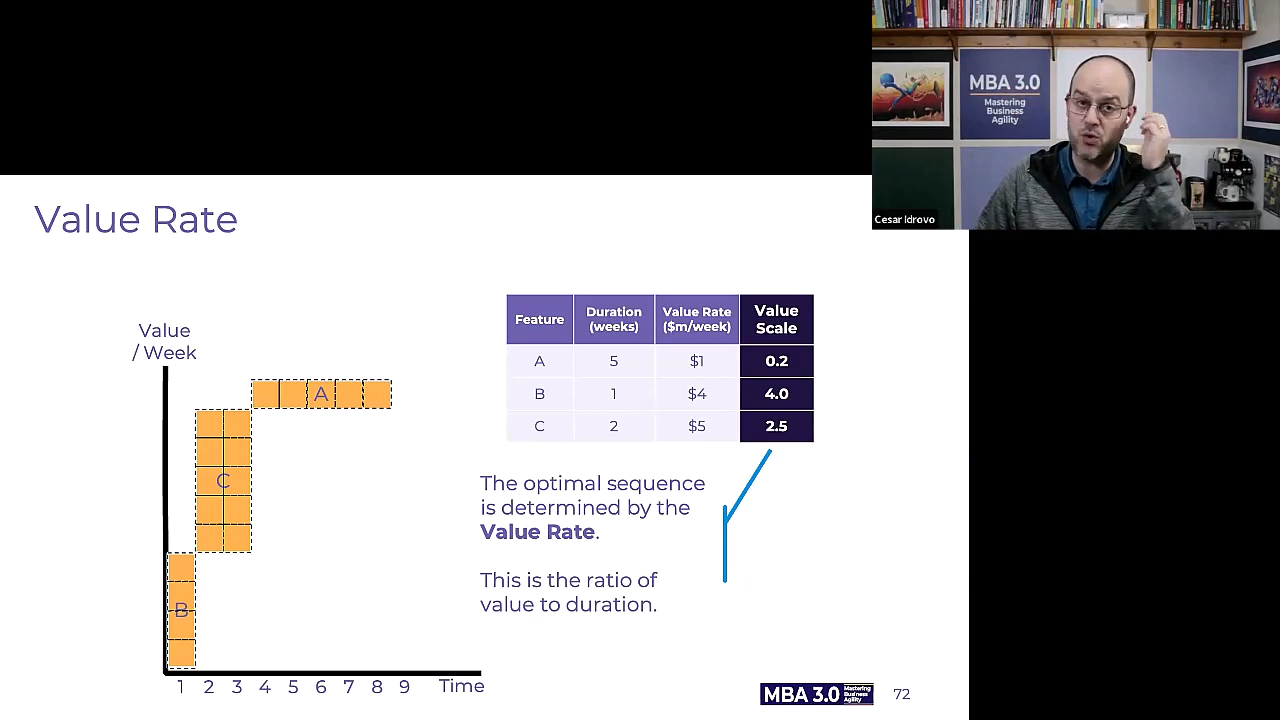 MBA 3.0
Mastering
Business
Agility
Cesar Idrovo
Value Rate
Value
/ Week
A
C
B
1 2 3 4 5 6 7 8 9 Time
Feature Duration (weeks) Value Rate ($m/week) Value Scale
A 5 $1 0.2
B 1 $4 4.0
C 2 $5 2.5
The optimal sequence
is determined by the
Value Rate.
This is the ratio of
value to duration.
MBA 3.0 Mastering Business Agility
72